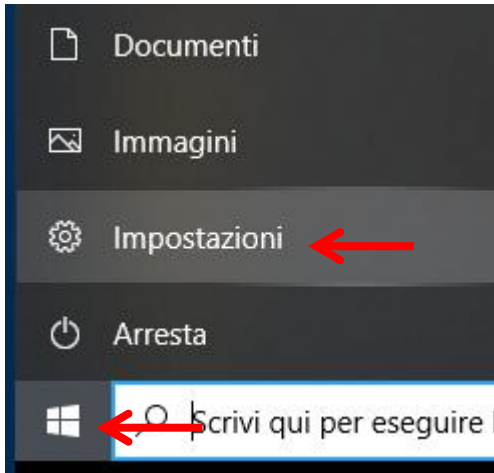 Documenti
Immagini
Impostazioni
Arresta
Scrivi qui per eseguire